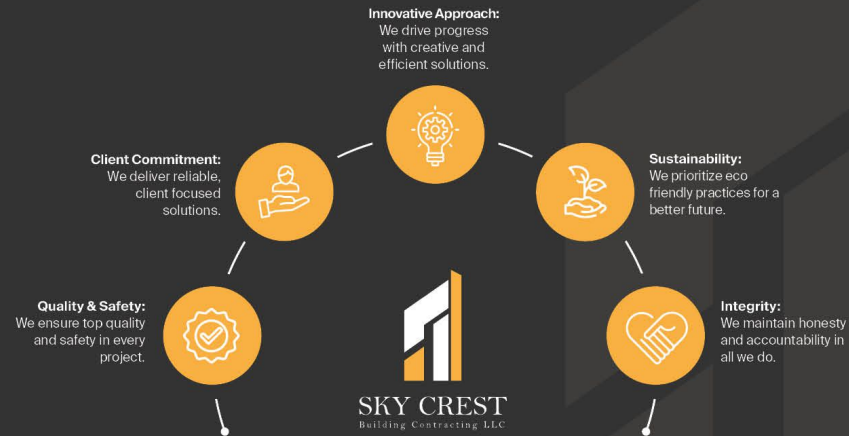 Innovative Approach:
We drive progress
with creative and
efficient solutions.
Client Commitment:
We deliver reliable,
client focused
solutions.
Sustainability:
We prioritize eco
friendly practices for a
better future.
Quality & Safety:
We ensure top quality
and safety in every
project.
Integrity:
We maintain honesty
and accountability in
all we do.
SKY CREST
Building Contracting LLC